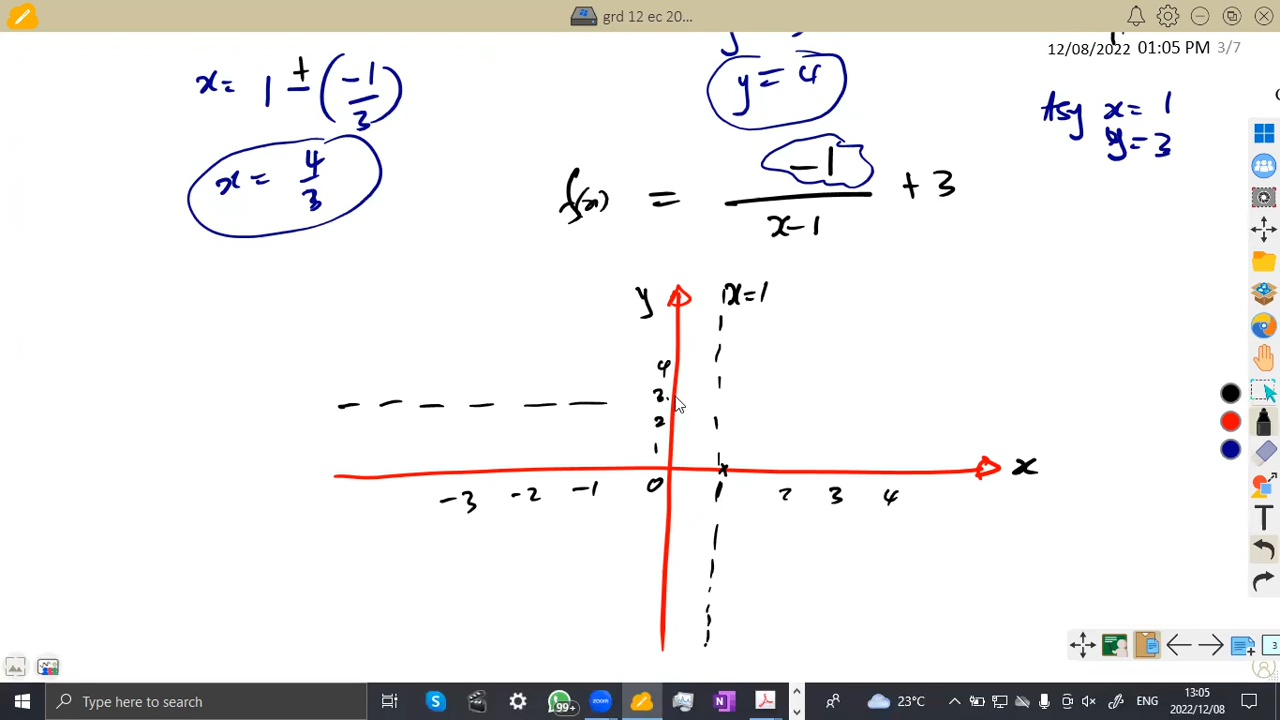 grd 12 ec 20...
12/08/2022 01:05 PM 3/7
x = 1 ± (-1/3)
y = 4
Asy x = 1
y = 3
x = 4/3
f(x) = -1/(x-1) + 3
y
x=1
4
3
2
1
x
-3 -2 -1 0 1 2 3 4
T
3
Type here to search
S
99+
zoom
N
23°C
13:05
2022/12/08